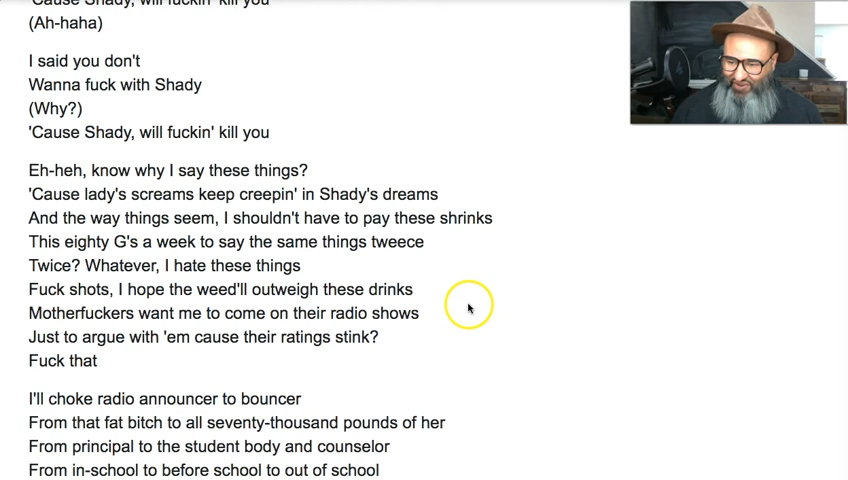 'Cause Shady, will fuckin' kill you
(Ah-haha)
I said you don't
Wanna fuck with Shady
(Why?)
'Cause Shady, will fuckin' kill you
Eh-heh, know why I say these things?
'Cause lady's screams keep creepin' in Shady's dreams
And the way things seem, I shouldn't have to pay these shrinks
This eighty G's a week to say the same things tweece
Twice? Whatever, I hate these things
Fuck shots, I hope the weed'll outweigh these drinks
Motherfuckers want me to come on their radio shows
Just to argue with 'em cause their ratings stink?
Fuck that
I'll choke radio announcer to bouncer
From that fat bitch to all seventy-thousand pounds of her
From principal to the student body and counselor
From in-school to before school to out of school